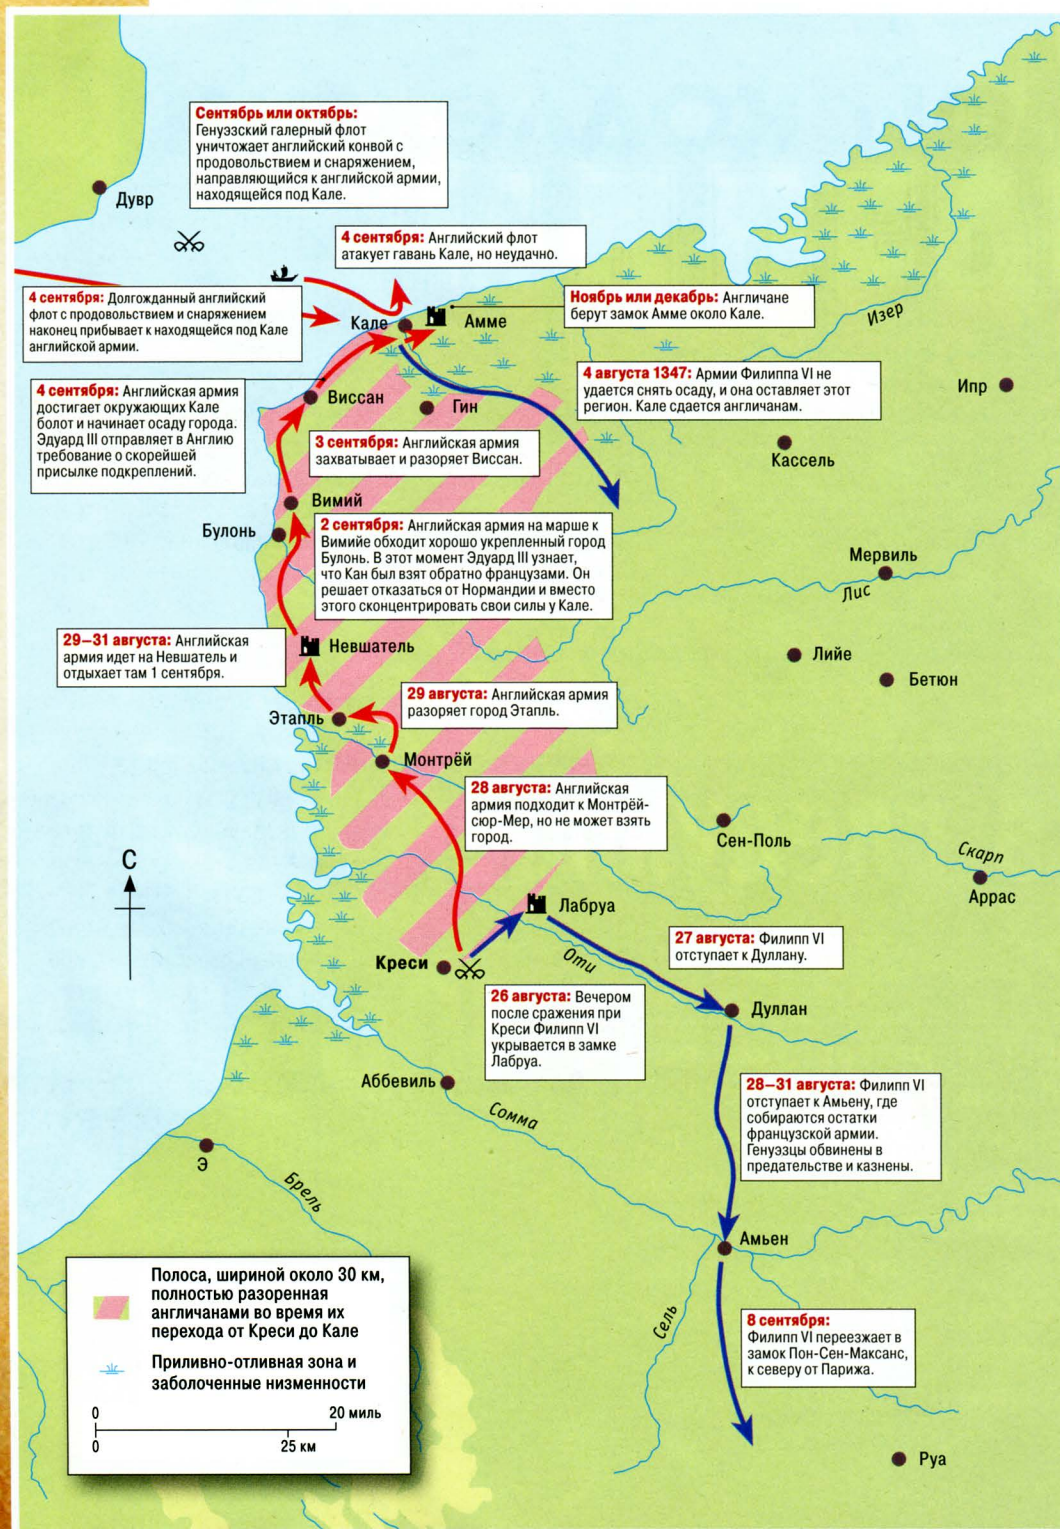 Сентябрь или октябрь:
Генуэзский галерный флот
уничтожает английский конвой с
продовольствием и снаряжением,
направляющийся к английской армии,
находящейся под Кале.
Дувр
4 сентября: Английский флот
атакует гавань Кале, но неудачно.
4 сентября: Долгожданный английский
флот с продовольствием и снаряжением
наконец прибывает к находящейся под Кале
английской армии.
Кале
Амме
Ноябрь или декабрь: Англичане
берут замок Амме около Кале.
Изер
4 сентября: Английская армия
достигает окружающих Кале
болот и начинает осаду города.
Эдуард III отправляет в Англию
требование о скорейшей
присылке подкреплений.
Виссан
Гин
4 августа 1347: Армии Филиппа VI не
удается снять осаду, и она оставляет этот
регион. Кале сдается англичанам.
Ипр
3 сентября: Английская армия
захватывает и разоряет Виссан.
Кассель
Вимий
Булонь
2 сентября: Английская армия на марше к
Вимийе обходит хорошо укрепленный город
Булонь. В этот момент Эдуард III узнает,
что Кан был взят обратно французами. Он
решает отказаться от Нормандии и вместо
этого сконцентрировать свои силы у Кале.
Мервиль
Лис
29–31 августа: Английская
армия идет на Невшатель и
отдыхает там 1 сентября.
Невшатель
Лийе
Бетюн
29 августа: Английская армия
разоряет город Этапль.
Этапль
Монтрёй
28 августа: Английская
армия подходит к Монтрёй-
сюр-Мер, но не может взять
город.
Сен-Поль
Скарп
Аррас
С
Лабруа
27 августа: Филипп VI
отступает к Дуллану.
Оти
Креси
26 августа: Вечером
после сражения при
Креси Филипп VI
укрывается в замке
Лабруа.
Дуллан
Аббевиль
Сомма
28–31 августа: Филипп VI
отступает к Амьену, где
собираются остатки
французской армии.
Генуэзцы обвинены в
предательстве и казнены.
Э
Брель
Амьен
Сель
8 сентября:
Филипп VI переезжает в
замок Пон-Сен-Максанс,
к северу от Парижа.
Руа
Полоса, шириной около 30 км,
полностью разоренная
англичанами во время их
перехода от Креси до Кале
Приливно-отливная зона и
заболоченные низменности
0 20 миль
0 25 км